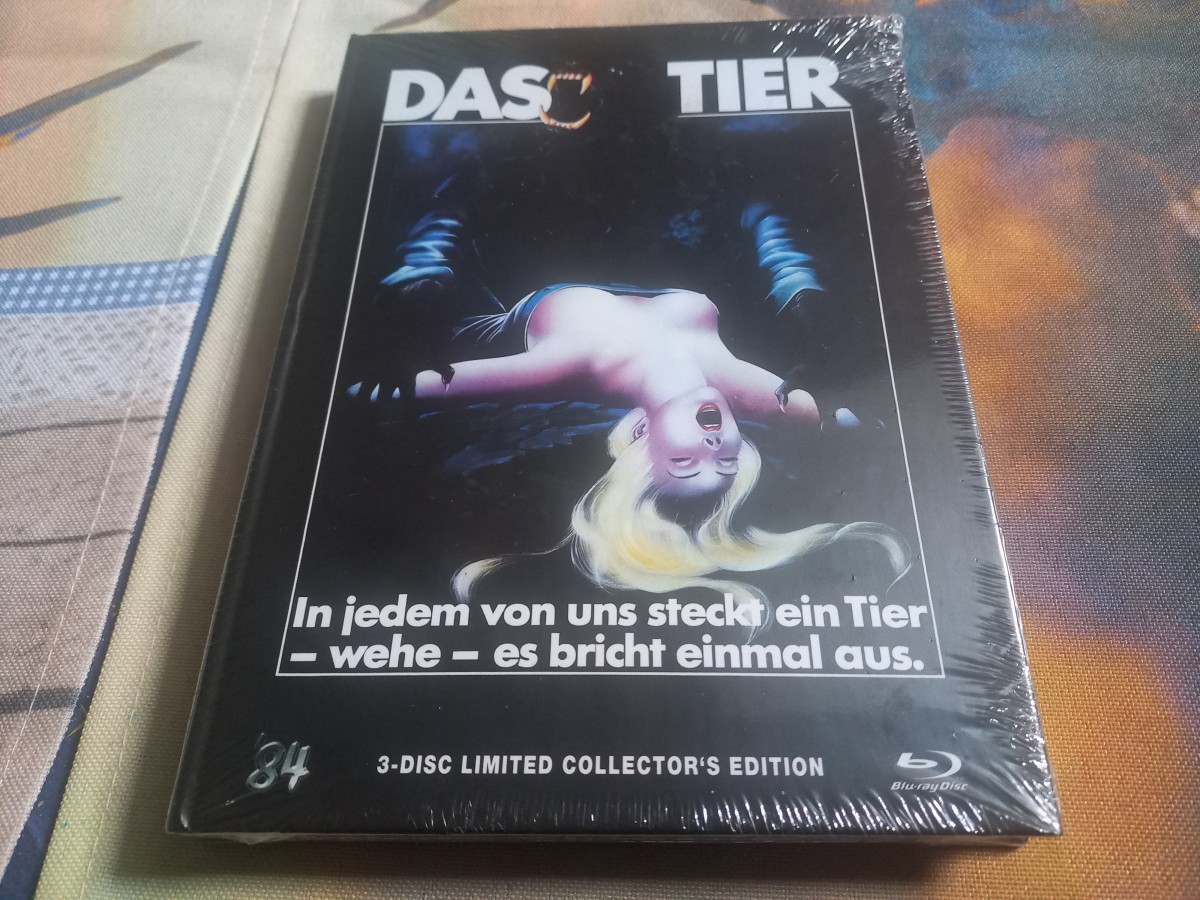 DAS TIER
In jedem von uns steckt ein Tier
– wehe – es bricht einmal aus.
'84 3-DISC LIMITED COLLECTOR'S EDITION Blu-ray Disc